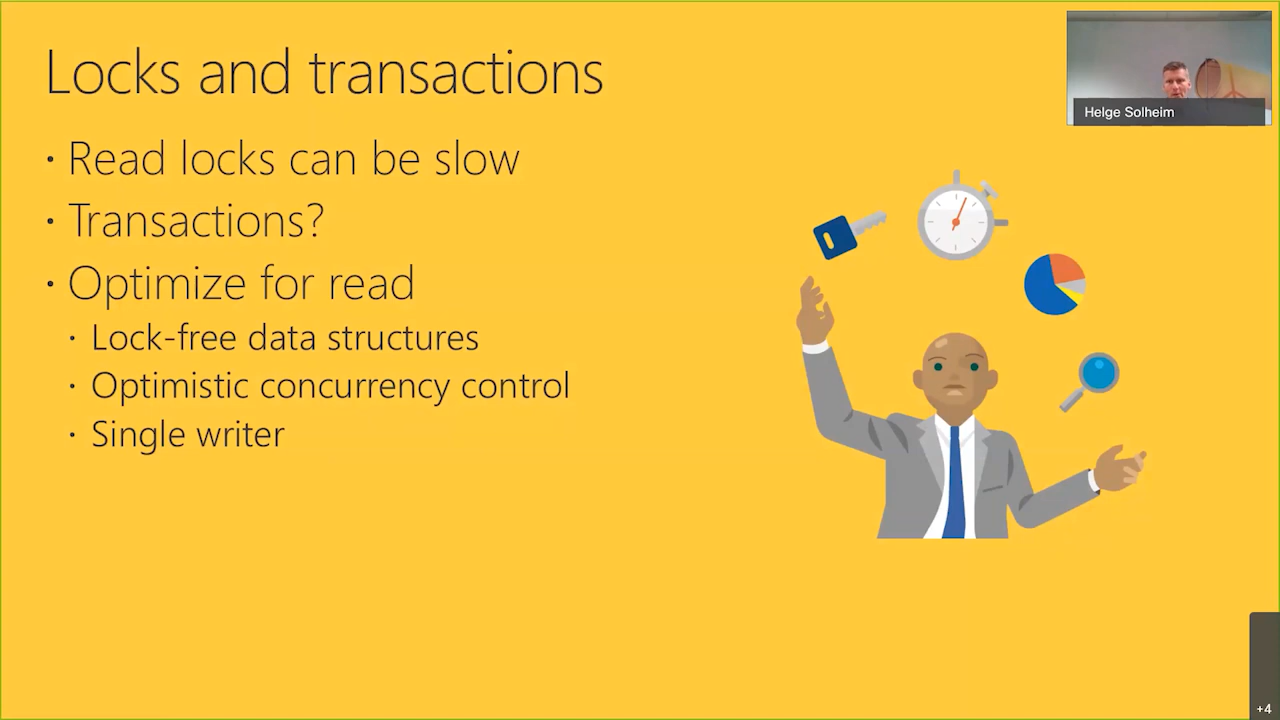 Locks and transactions
Helge Solheim
· Read locks can be slow
· Transactions?
· Optimize for read
· Lock-free data structures
· Optimistic concurrency control
· Single writer
+4